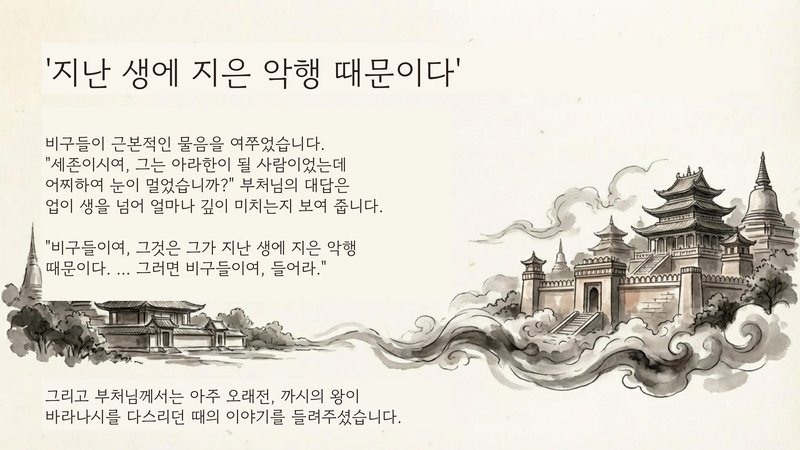 '지난 생에 지은 악행 때문이다'
비구들이 근본적인 물음을 여쭈었습니다.
"세존이시여, 그는 아라한이 될 사람이었는데
어찌하여 눈이 멀었습니까?" 부처님의 대답은
업이 생을 넘어 얼마나 깊이 미치는지 보여 줍니다.
"비구들이여, 그것은 그가 지난 생에 지은 악행
때문이다. ... 그러면 비구들이여, 들어라."
그리고 부처님께서는 아주 오래전, 까시의 왕이
바라나시를 다스리던 때의 이야기를 들려주셨습니다.